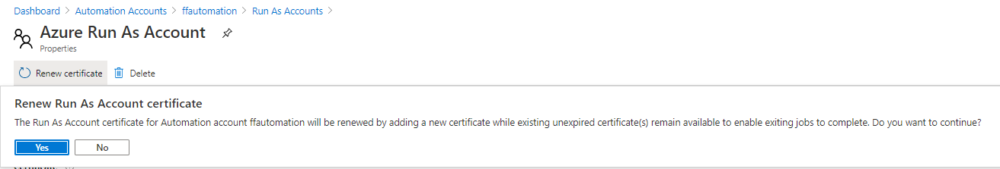 Dashboard > Automation Accounts > ffautomation > Run As Accounts >
Azure Run As Account
Properties
Renew certificate Delete
Renew Run As Account certificate
The Run As Account certificate for Automation account ffautomation will be renewed by adding a new certificate while existing unexpired certificate(s) remain available to enable exiting jobs to complete. Do you want to continue?
Yes No